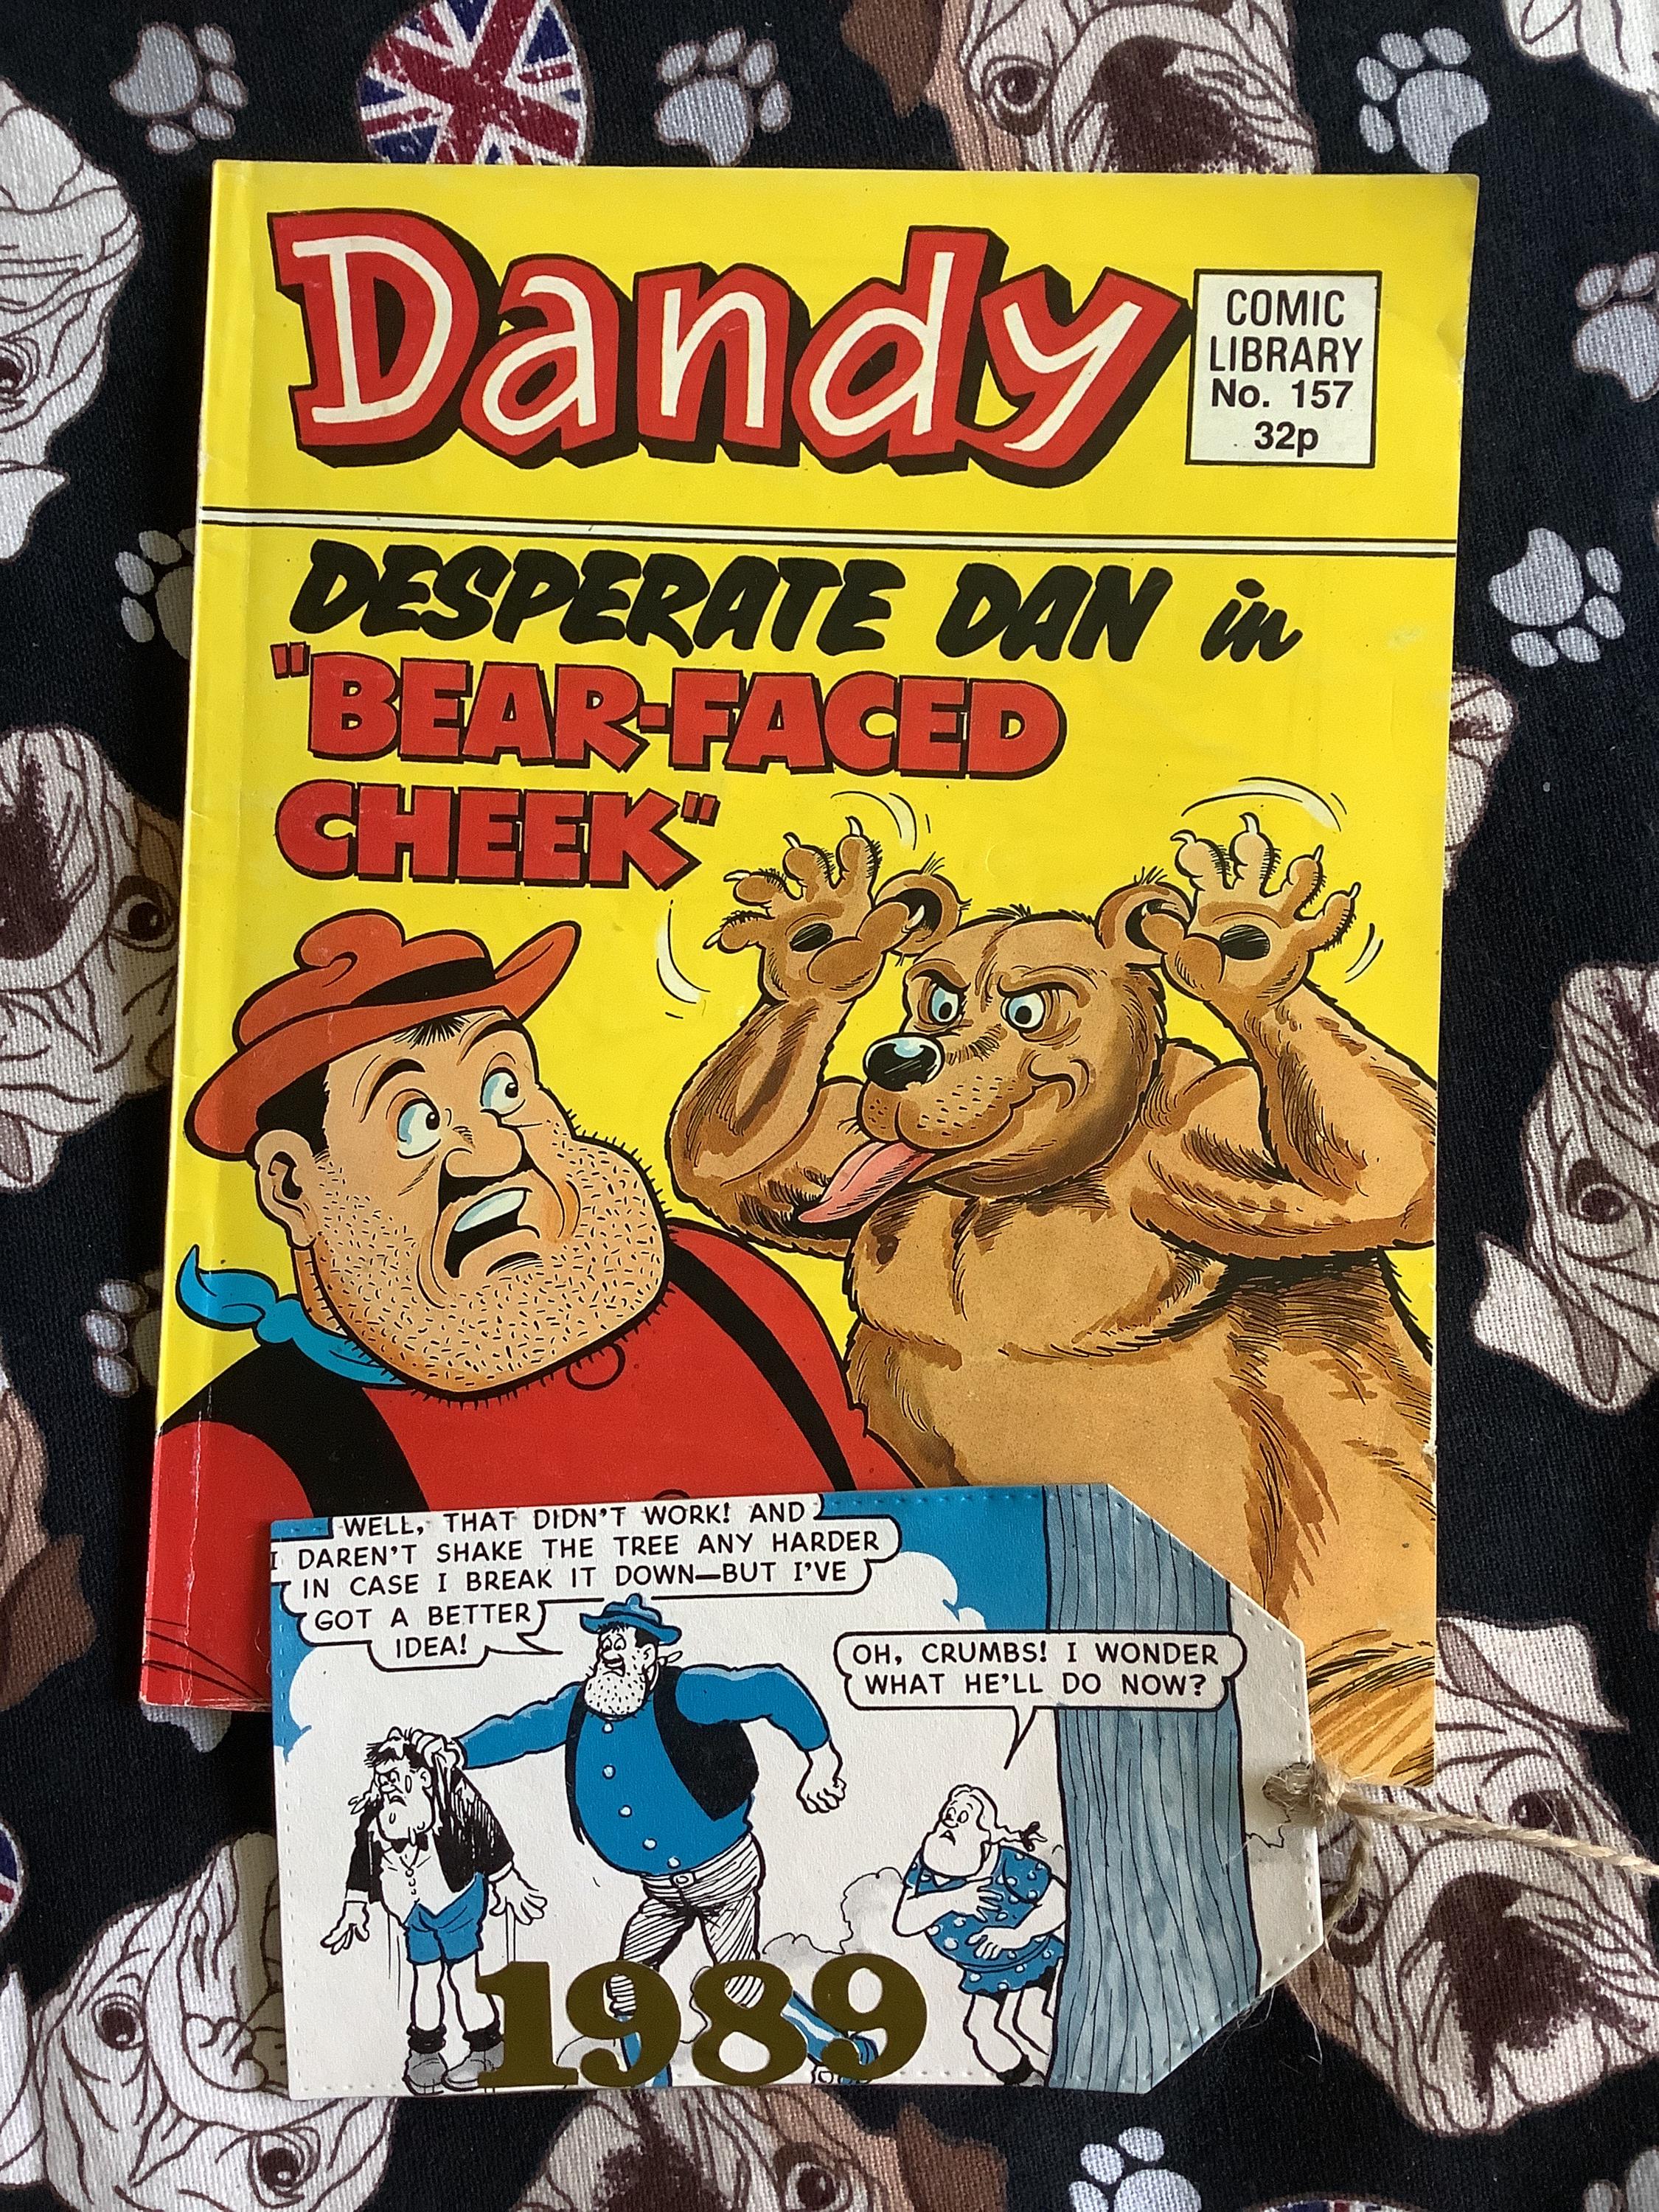 Dandy
COMIC
LIBRARY
No. 157
32p
DESPERATE DAN in
"BEAR-FACED
CHEEK"
WELL, THAT DIDN'T WORK! AND
I DAREN'T SHAKE THE TREE ANY HARDER
IN CASE I BREAK IT DOWN—BUT I'VE
GOT A BETTER
IDEA!
OH, CRUMBS! I WONDER
WHAT HE'LL DO NOW?
1989